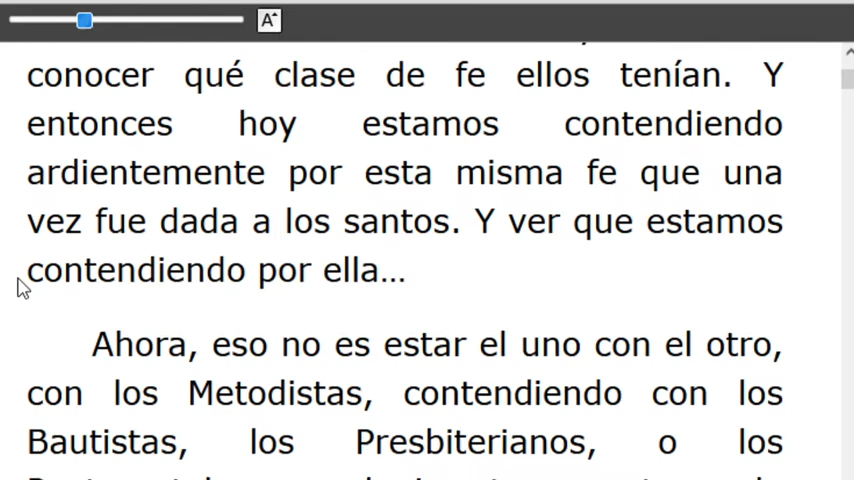 A
conocer qué clase de fe ellos tenían. Y
entonces hoy estamos contendiendo
ardientemente por esta misma fe que una
vez fue dada a los santos. Y ver que estamos
contendiendo por ella...
Ahora, eso no es estar el uno con el otro,
con los Metodistas, contendiendo con los
Bautistas, los Presbiterianos, o los